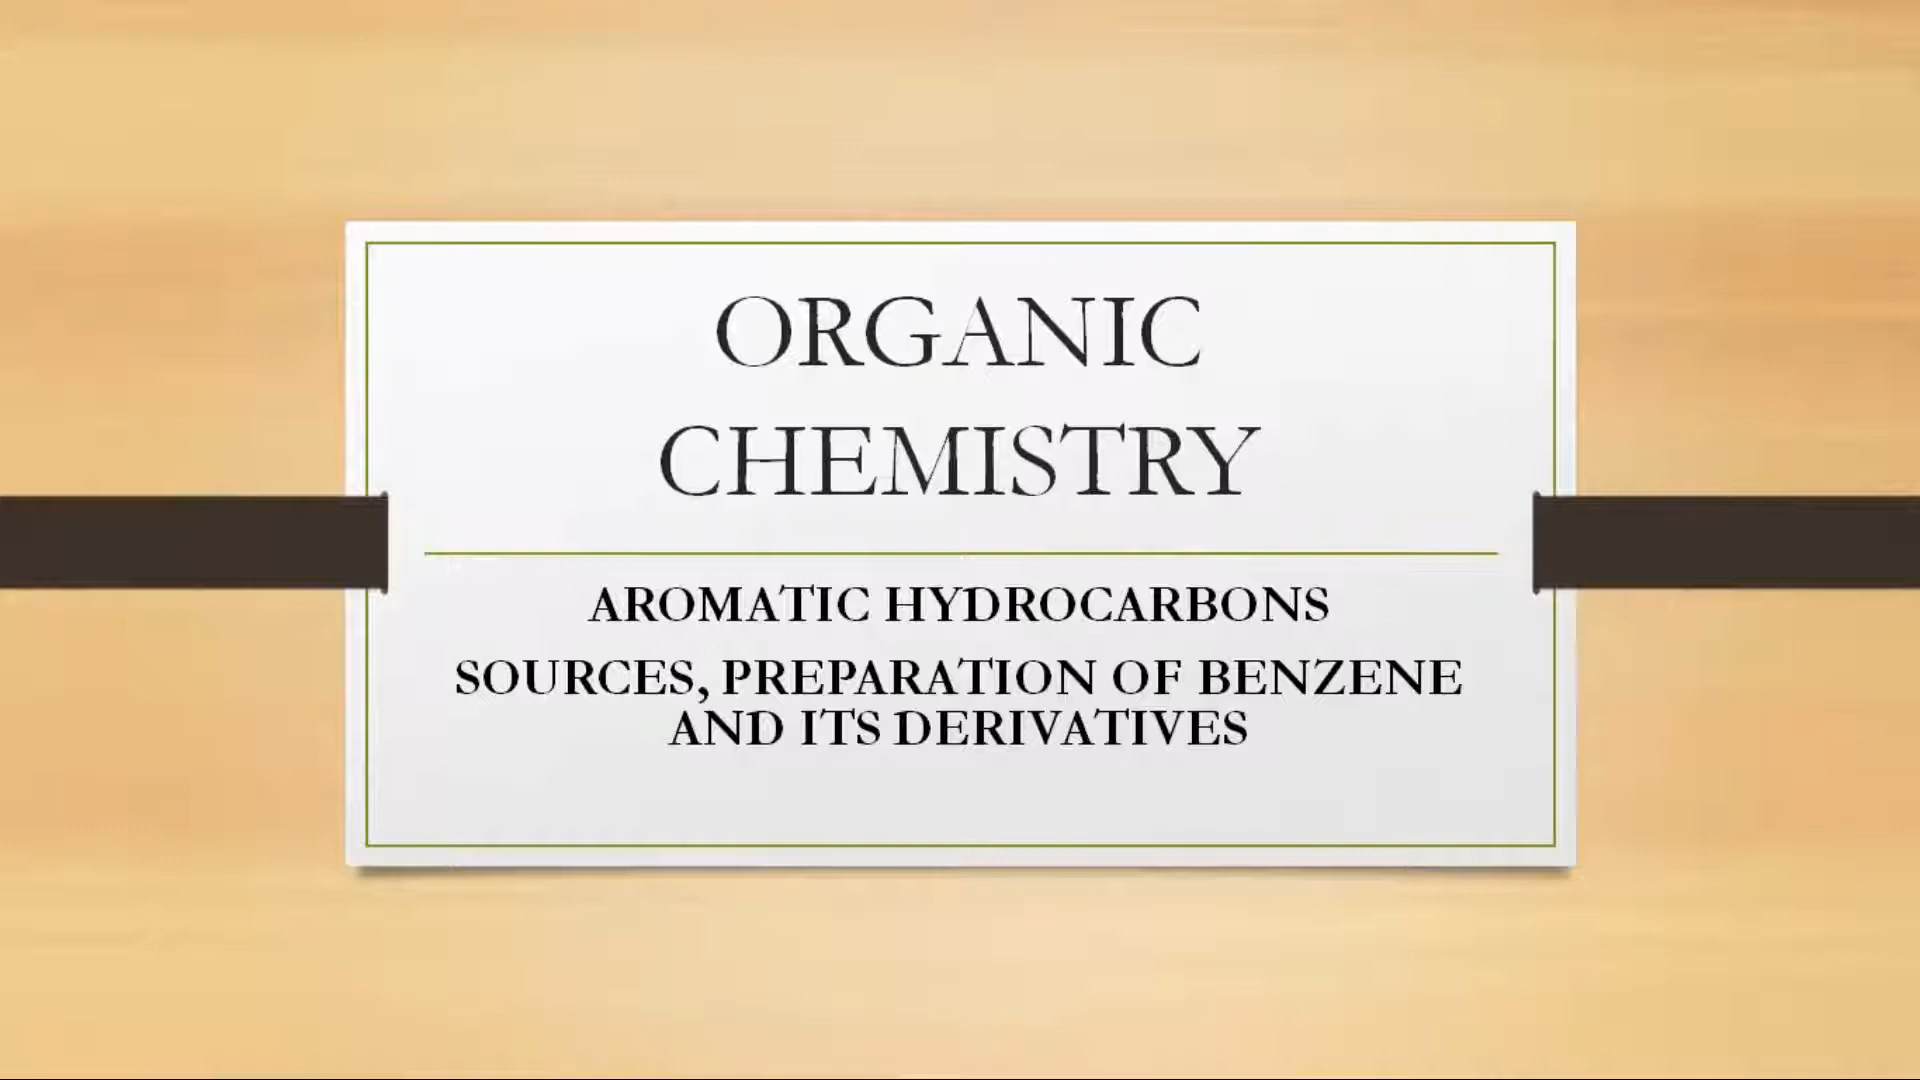 ORGANIC
CHEMISTRY
AROMATIC HYDROCARBONS
SOURCES, PREPARATION OF BENZENE
AND ITS DERIVATIVES